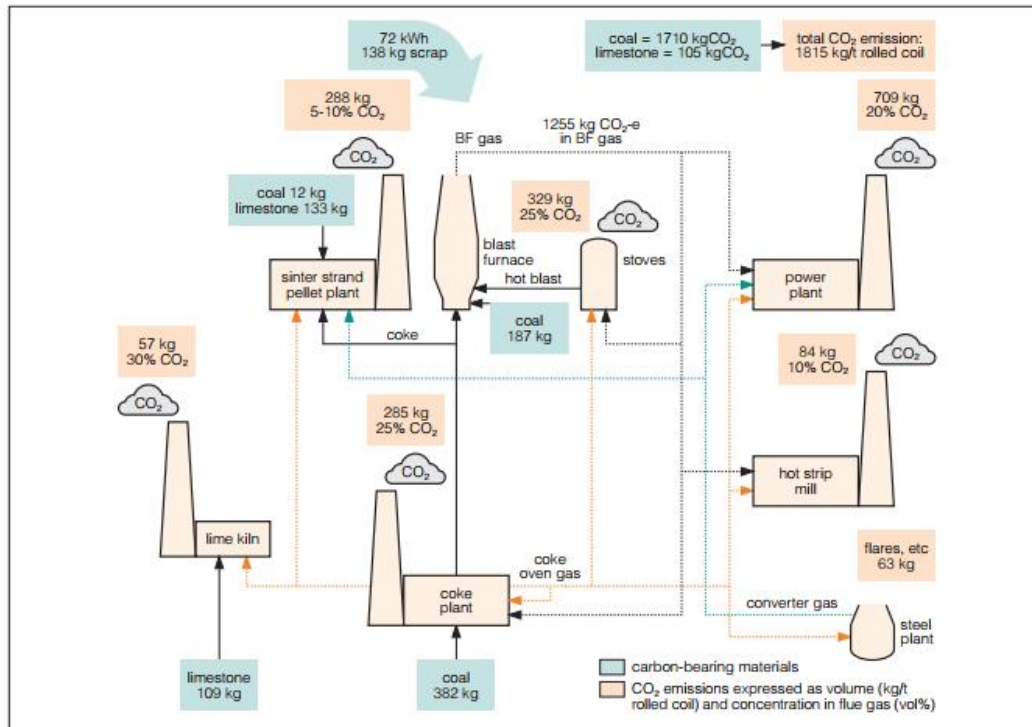 72 kWh
138 kg scrap
coal = 1710 kgCO₂
limestone = 105 kgCO₂
total CO₂ emission:
1815 kg/t rolled coil
288 kg
5-10% CO₂
709 kg
20% CO₂
BF gas
1255 kg CO₂-e
in BF gas
CO₂
CO₂
coal 12 kg
limestone 133 kg
329 kg
25% CO₂
CO₂
blast
furnace
stoves
hot blast
sinter strand
pellet plant
power
plant
coal
187 kg
coke
57 kg
30% CO₂
84 kg
10% CO₂
CO₂
CO₂
285 kg
25% CO₂
CO₂
hot strip
mill
lime kiln
flares, etc
63 kg
coke
oven gas
coke
plant
converter gas
steel
plant
limestone
109 kg
coal
382 kg
carbon-bearing materials
CO₂ emissions expressed as volume (kg/t
rolled coil) and concentration in flue gas (vol%)